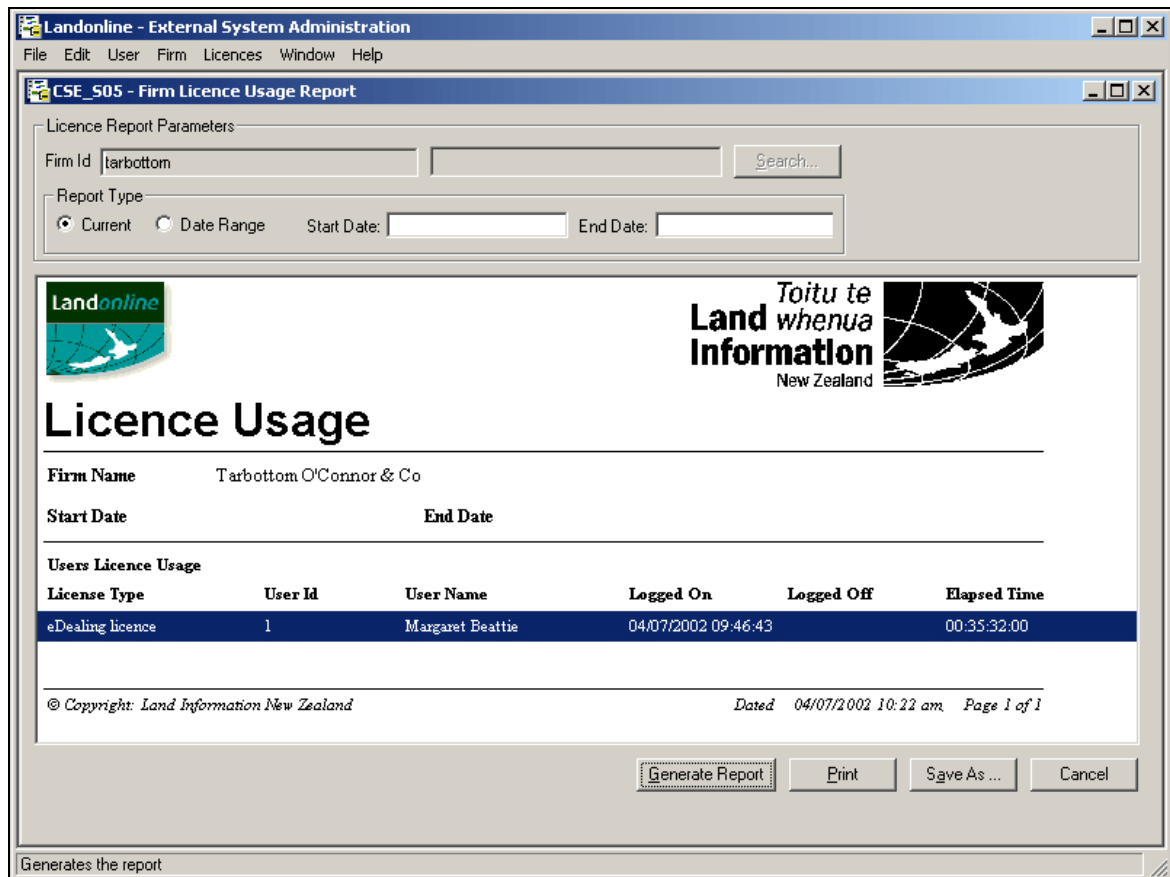 Landonline - External System Administration
File Edit User Firm Licences Window Help
CSE_S05 - Firm Licence Usage Report
Licence Report Parameters
Firm Id tarbottom Search...
Report Type
Current Date Range Start Date: End Date:
Landonline
Toitu te
Land whenua
Information
New Zealand
Licence Usage
Firm Name Tarbottom O'Connor & Co
Start Date End Date
Users Licence Usage
License Type User Id User Name Logged On Logged Off Elapsed Time
eDealing licence 1 Margaret Beattie 04/07/2002 09:46:43 00:35:32:00
© Copyright: Land Information New Zealand Dated 04/07/2002 10:22 am, Page 1 of 1
Generate Report Print Save As ... Cancel
Generates the report